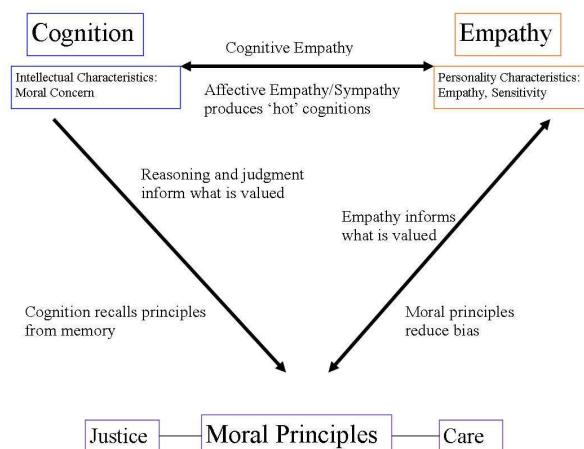 Cognition
Empathy
Cognitive Empathy
Intellectual Characteristics:
Moral Concern
Personality Characteristics:
Empathy, Sensitivity
Affective Empathy/Sympathy
produces ‘hot’ cognitions
Reasoning and judgment
inform what is valued
Empathy informs
what is valued
Cognition recalls principles
from memory
Moral principles
reduce bias
Justice
Moral Principles
Care